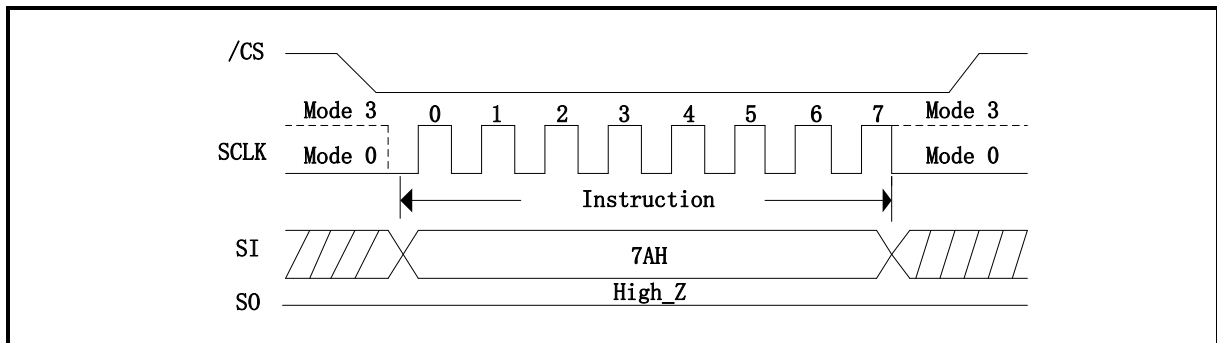 /CS
Mode 3 0 1 2 3 4 5 6 7 Mode 3
SCLK Mode 0 Mode 0
Instruction
SI 7AH
High_Z
SO